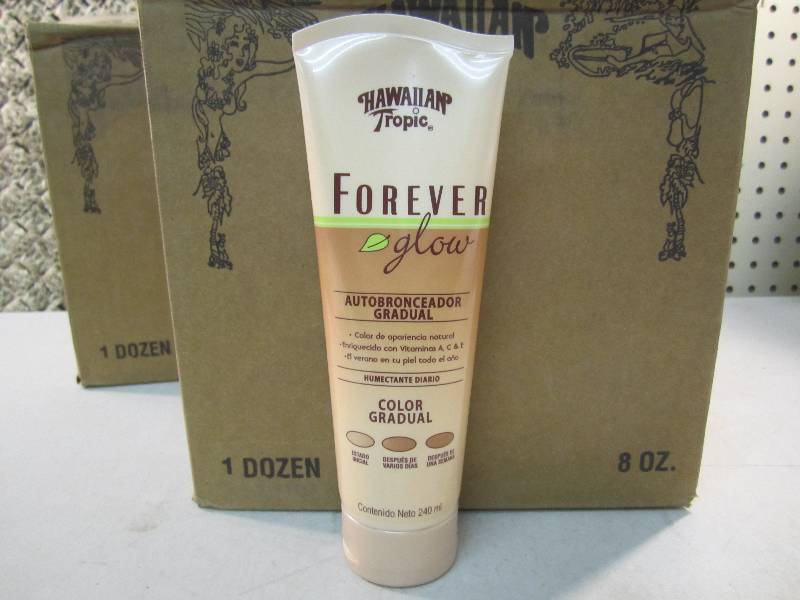 HAWAIIAN
HAWAIIAN
Tropic®
FOREVER
glow
AUTOBRONCEADOR
GRADUAL
• Color de apariencia natural
• Enriquecido con Vitaminas A, C & E
• El verano en tu piel todo el año
HUMECTANTE DIARIO
COLOR
GRADUAL
ESTADO
INICIAL
DESPUÉS DE
VARIOS DÍAS
DESPUÉS DE
UNA SEMANA
Contenido Neto 240 ml
1 DOZEN
1 DOZEN
8 OZ.